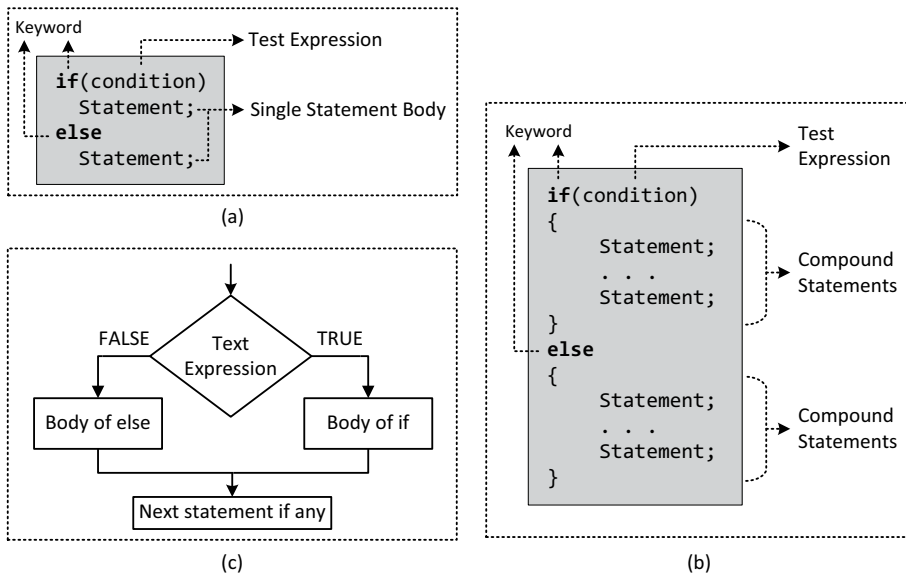 Keyword
Test Expression
if(condition)
Statement;
Single Statement Body
else
Statement;
(a)
FALSE
TRUE
Text
Expression
Body of else
Body of if
Next statement if any
(c)
Keyword
Test
Expression
if(condition)
{
Statement;
. . .
Statement;
}
Compound
Statements
else
{
Statement;
. . .
Statement;
}
Compound
Statements
(b)